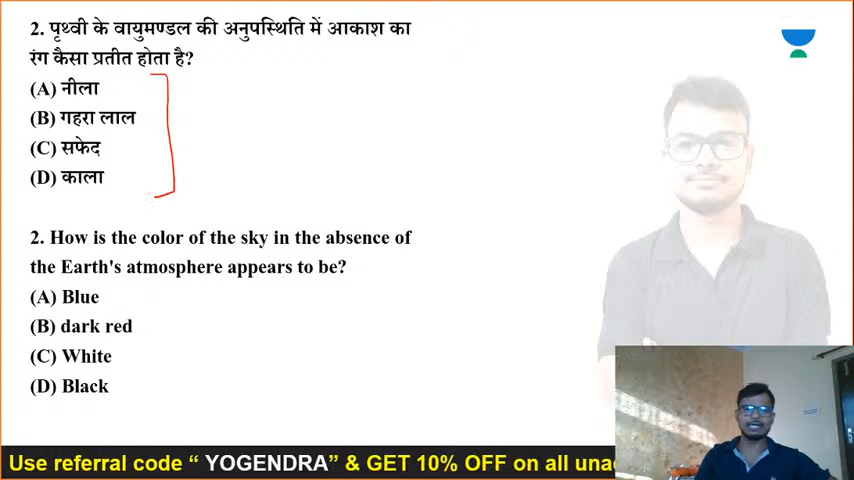 2. पृथ्वी के वायुमण्डल की अनुपस्थिति में आकाश का
रंग कैसा प्रतीत होता है?
(A) नीला
(B) गहरा लाल
(C) सफेद
(D) काला
2. How is the color of the sky in the absence of
the Earth's atmosphere appears to be?
(A) Blue
(B) dark red
(C) White
(D) Black
Use referral code “ YOGENDRA” & GET 10% OFF on all